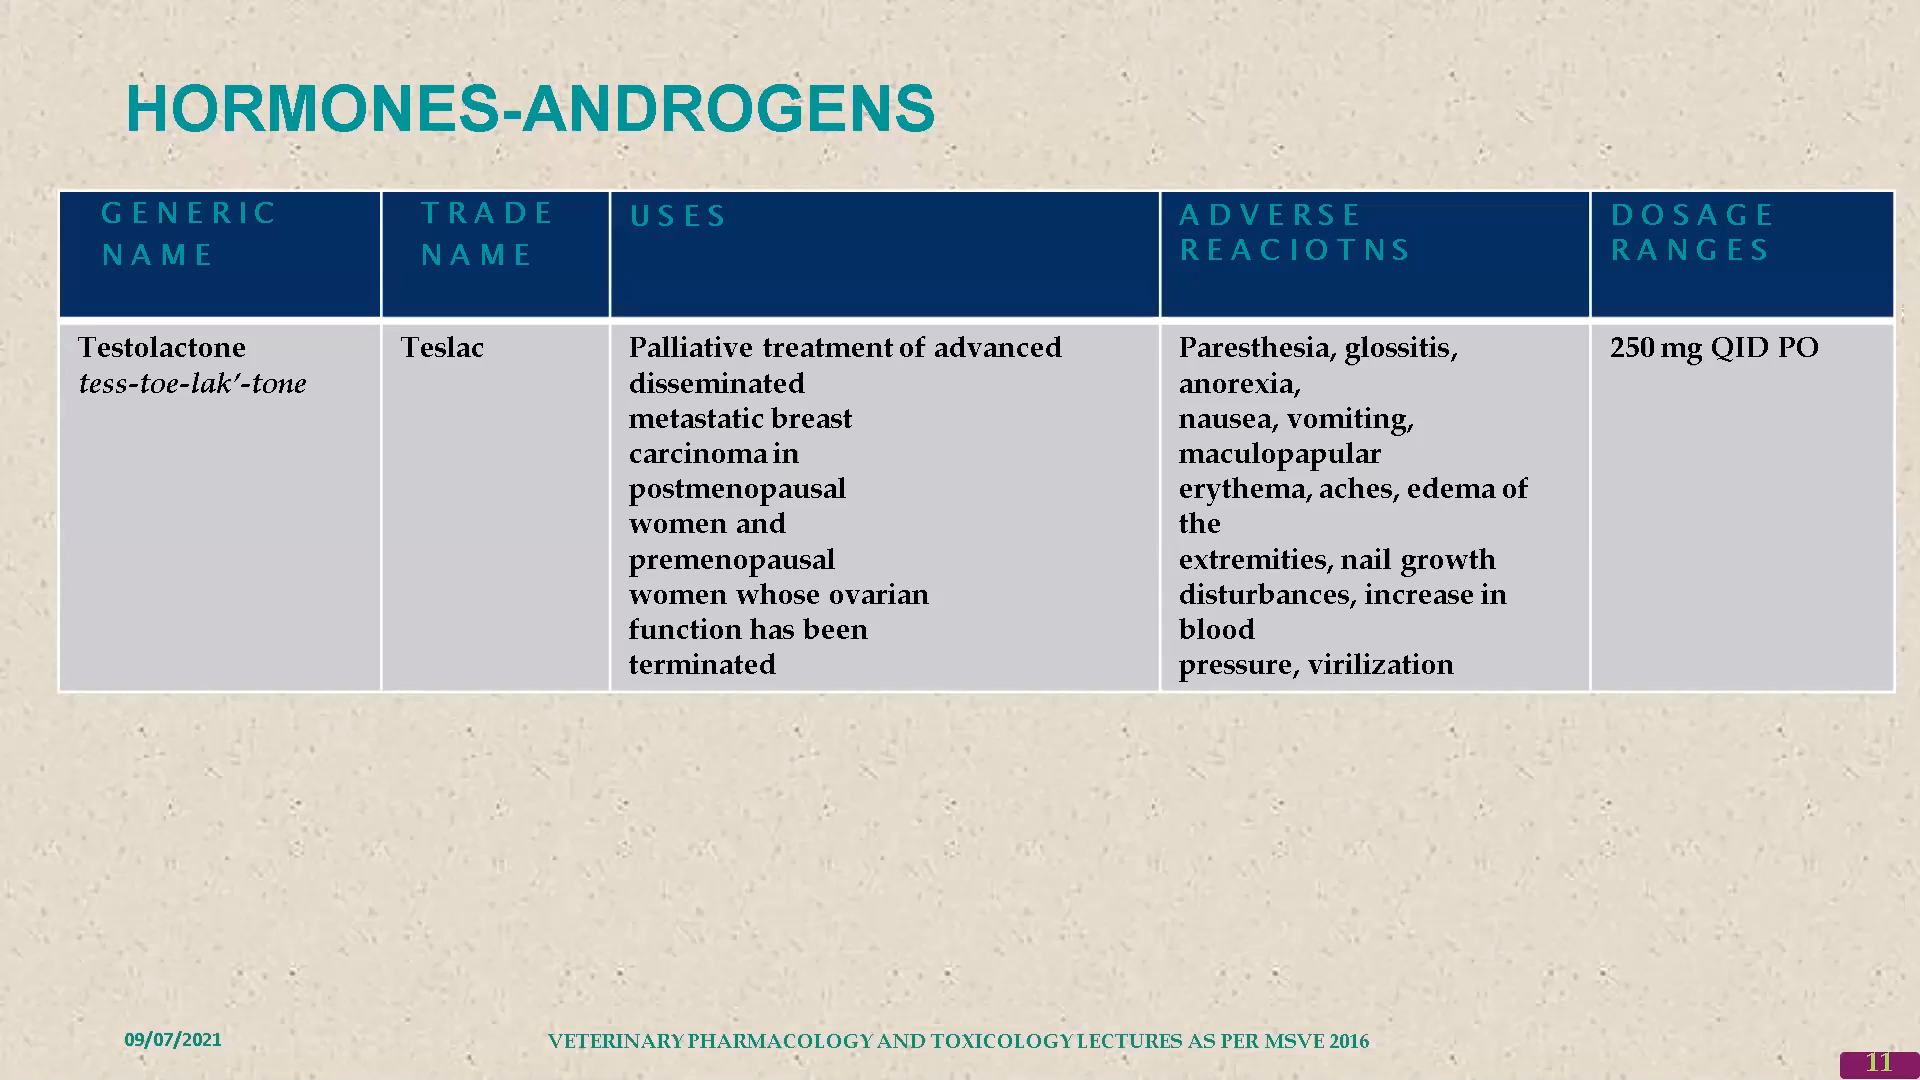 HORMONES-ANDROGENS
GENERIC
NAME
TRADE
NAME
USES
ADVERSE
REACIOTNS
DOSAGE
RANGES
Testolactone
tess-toe-lak’-tone
Teslac
Palliative treatment of advanced
disseminated
metastatic breast
carcinoma in
postmenopausal
women and
premenopausal
women whose ovarian
function has been
terminated
Paresthesia, glossitis,
anorexia,
nausea, vomiting,
maculopapular
erythema, aches, edema of
the
extremities, nail growth
disturbances, increase in
blood
pressure, virilization
250 mg QID PO
09/07/2021
VETERINARY PHARMACOLOGY AND TOXICOLOGY LECTURES AS PER MSVE 2016
11